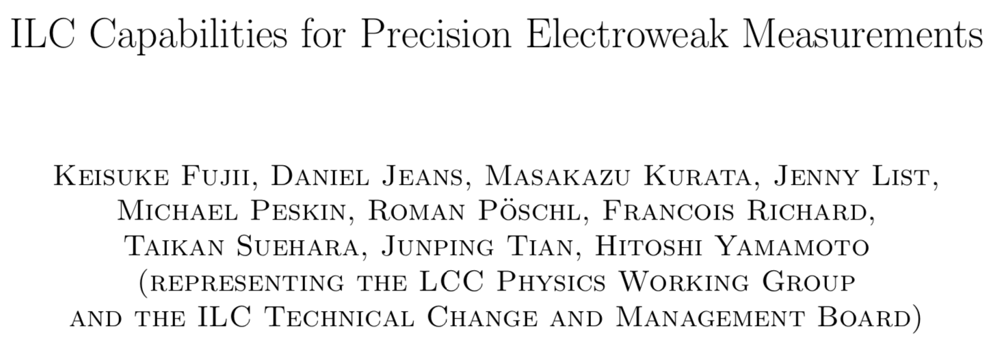 ILC Capabilities for Precision Electroweak Measurements
Keisuke Fujii, Daniel Jeans, Masakazu Kurata, Jenny List,
Michael Peskin, Roman Pöschl, Francois Richard,
Taikan Suehara, Junping Tian, Hitoshi Yamamoto
(representing the LCC Physics Working Group
and the ILC Technical Change and Management Board)